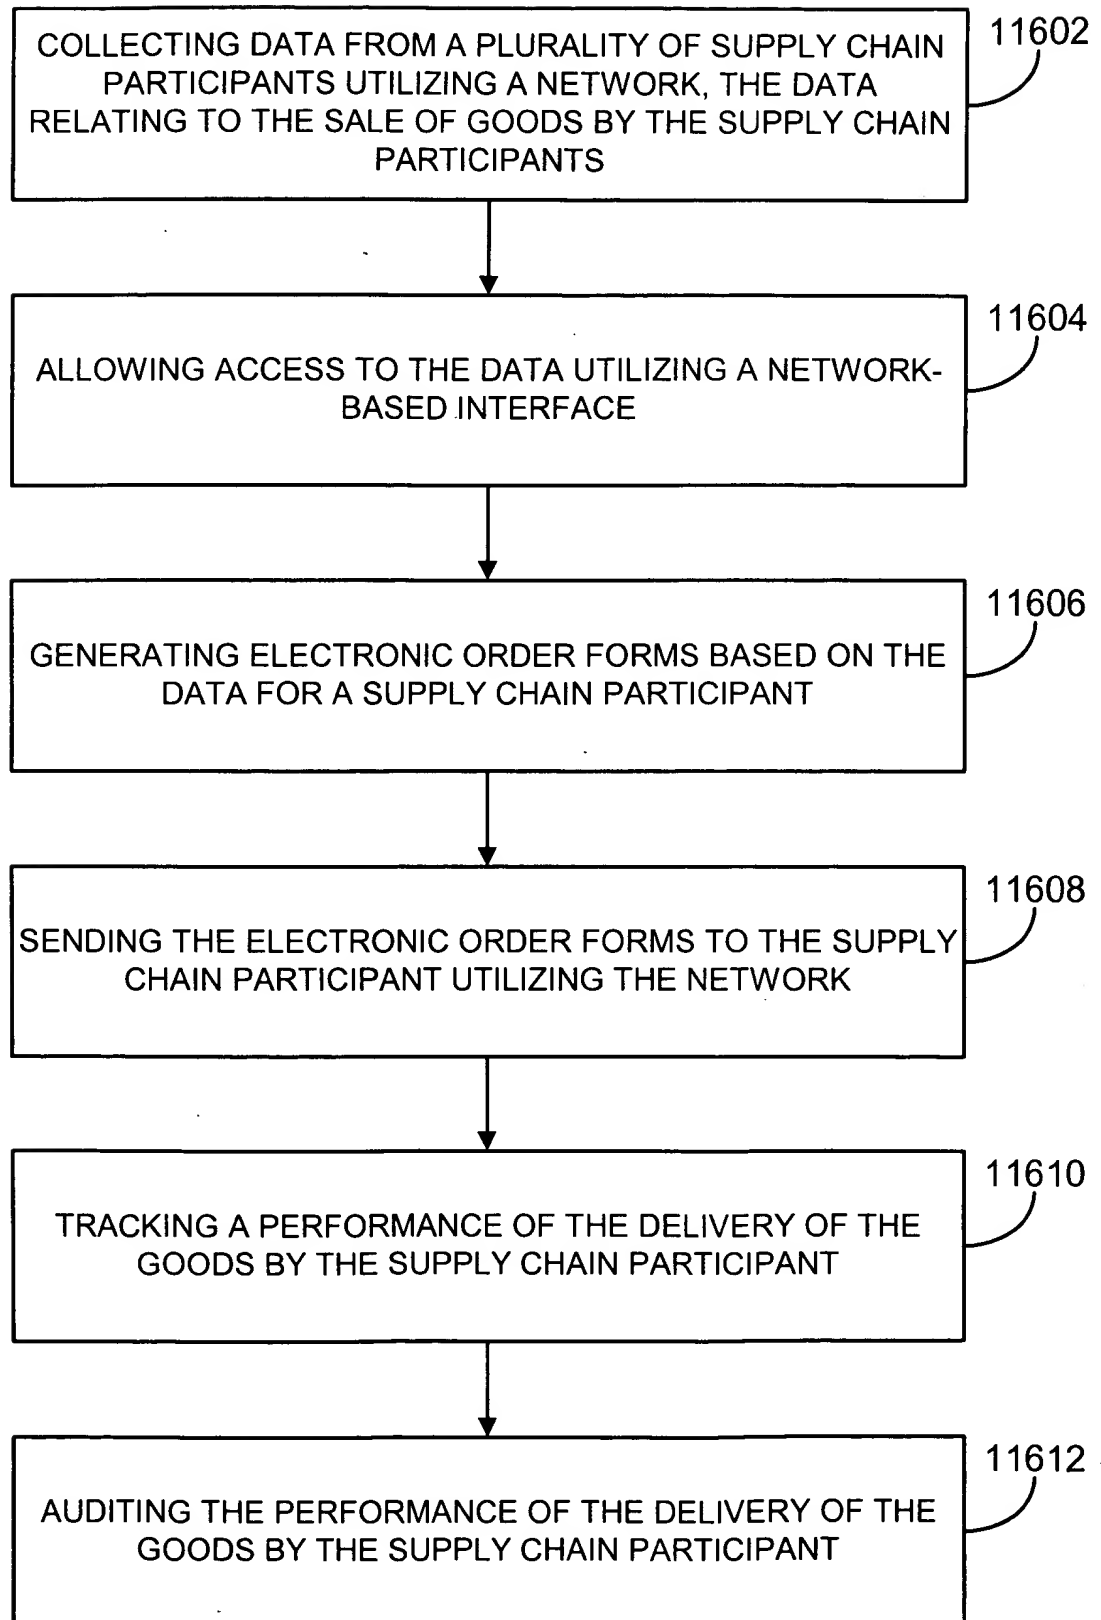 COLLECTING DATA FROM A PLURALITY OF SUPPLY CHAIN
PARTICIPANTS UTILIZING A NETWORK, THE DATA
RELATING TO THE SALE OF GOODS BY THE SUPPLY CHAIN
PARTICIPANTS
11602
ALLOWING ACCESS TO THE DATA UTILIZING A NETWORK-
BASED INTERFACE
11604
GENERATING ELECTRONIC ORDER FORMS BASED ON THE
DATA FOR A SUPPLY CHAIN PARTICIPANT
11606
SENDING THE ELECTRONIC ORDER FORMS TO THE SUPPLY
CHAIN PARTICIPANT UTILIZING THE NETWORK
11608
TRACKING A PERFORMANCE OF THE DELIVERY OF THE
GOODS BY THE SUPPLY CHAIN PARTICIPANT
11610
AUDITING THE PERFORMANCE OF THE DELIVERY OF THE
GOODS BY THE SUPPLY CHAIN PARTICIPANT
11612